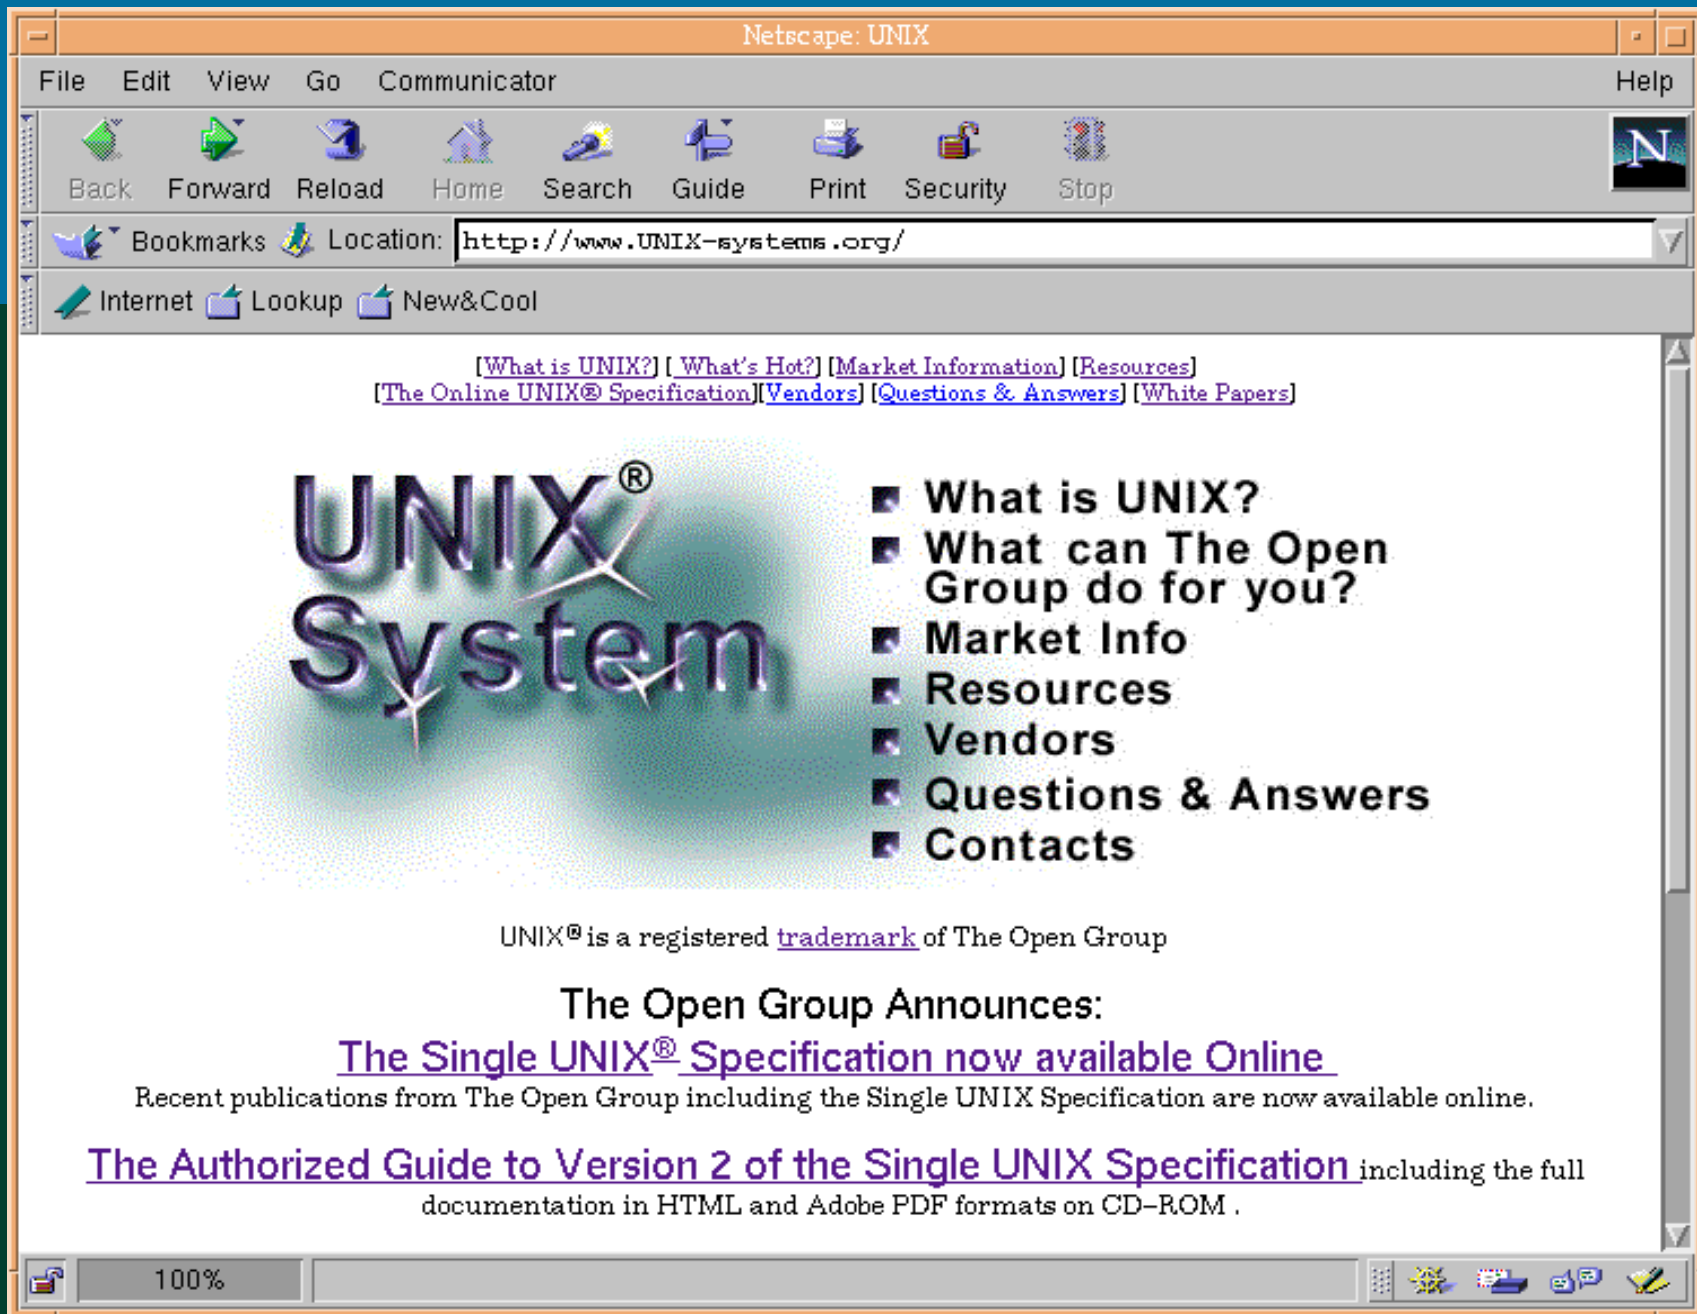 Netscape: UNIX
File Edit View Go Communicator Help
Back Forward Reload Home Search Guide Print Security Stop
N
Bookmarks Location: http://www.UNIX-systems.org/
Internet Lookup New&Cool
[What is UNIX?] [ What's Hot?] [Market Information] [Resources]
[The Online UNIX® Specification][Vendors] [Questions & Answers] [White Papers]
UNIX®
System
What is UNIX?
What can The Open
Group do for you?
Market Info
Resources
Vendors
Questions & Answers
Contacts
UNIX® is a registered trademark of The Open Group
The Open Group Announces:
The Single UNIX® Specification now available Online
Recent publications from The Open Group including the Single UNIX Specification are now available online.
The Authorized Guide to Version 2 of the Single UNIX Specification including the full
documentation in HTML and Adobe PDF formats on CD-ROM .
100%